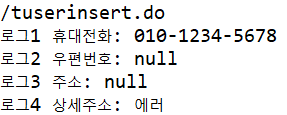 /tuserinsert.do
로그1 휴대전화: 010-1234-5678
로그2 우편번호: null
로그3 주소: null
로그4 상세주소: 에러